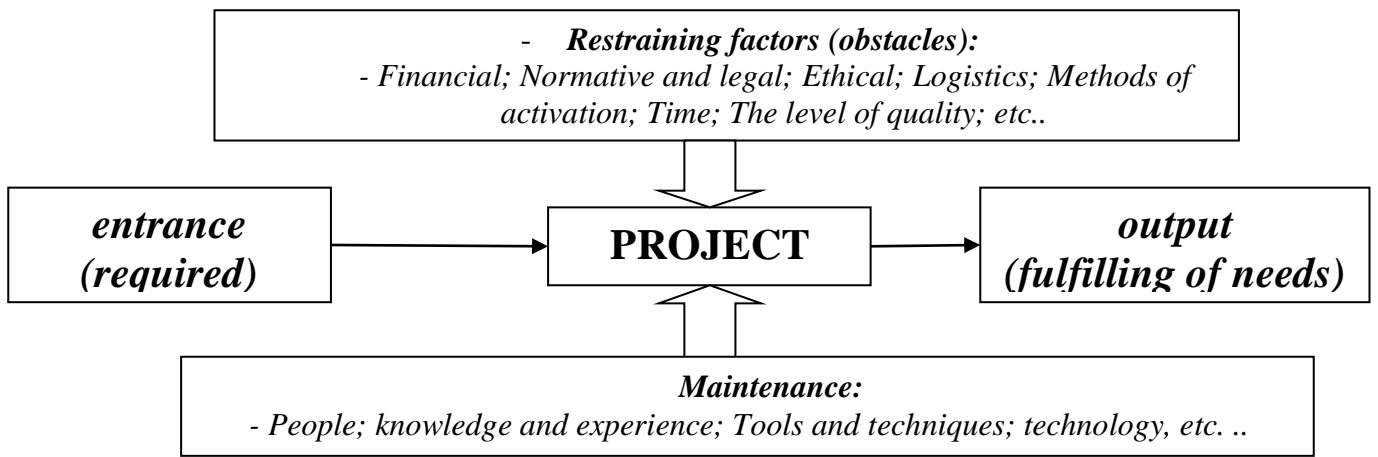 - Restraining factors (obstacles):
- Financial; Normative and legal; Ethical; Logistics; Methods of
activation; Time; The level of quality; etc..
entrance
(required)
PROJECT
output
(fulfilling of needs)
Maintenance:
- People; knowledge and experience; Tools and techniques; technology, etc. ..